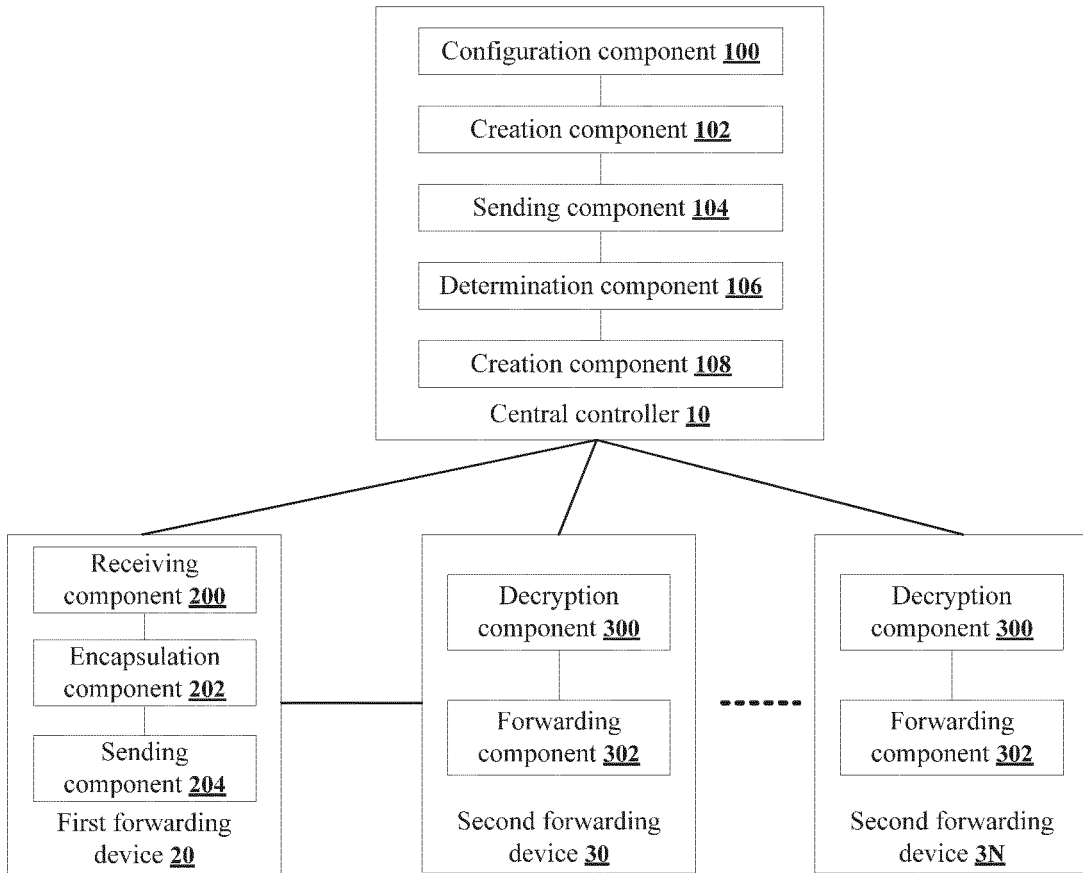 Configuration component 100
Creation component 102
Sending component 104
Determination component 106
Creation component 108
Central controller 10
Receiving
component 200
Encapsulation
component 202
Sending
component 204
First forwarding
device 20
Decryption
component 300
Forwarding
component 302
Second forwarding
device 30
Decryption
component 300
Forwarding
component 302
Second forwarding
device 3N